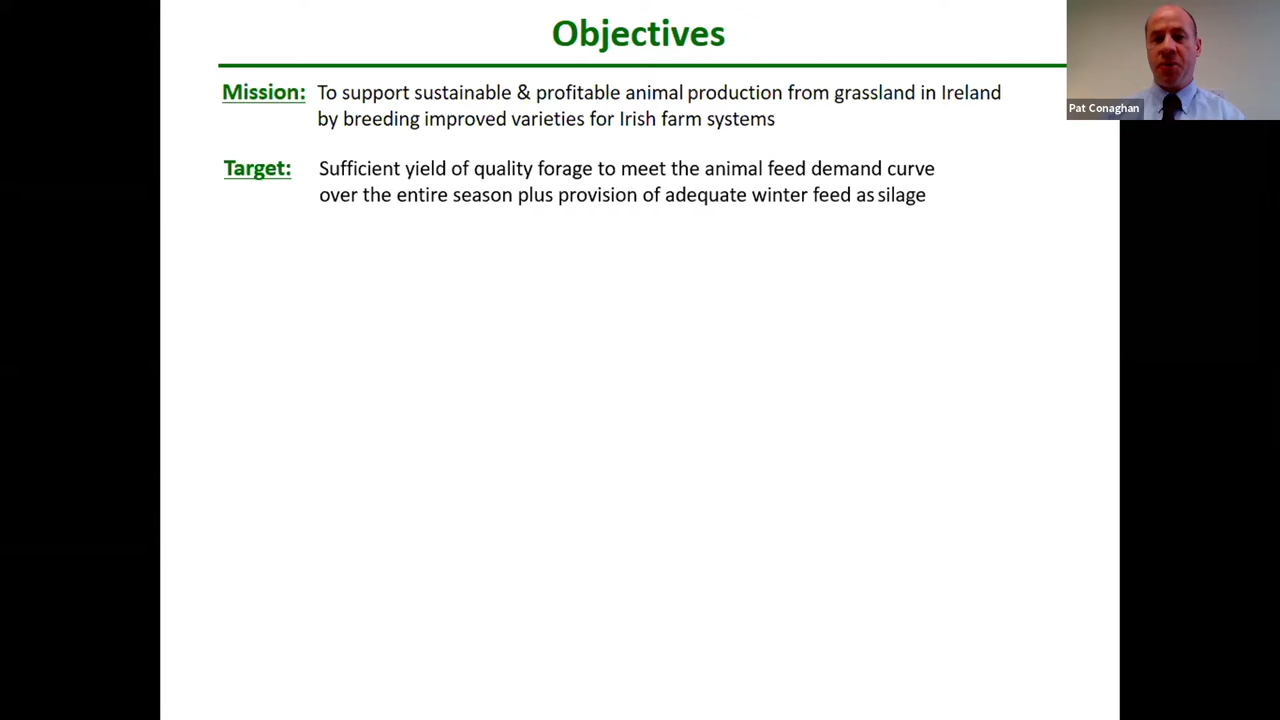 Objectives
Pat Conaghan
Mission: To support sustainable & profitable animal production from grassland in Ireland
by breeding improved varieties for Irish farm systems
Target: Sufficient yield of quality forage to meet the animal feed demand curve
over the entire season plus provision of adequate winter feed as silage